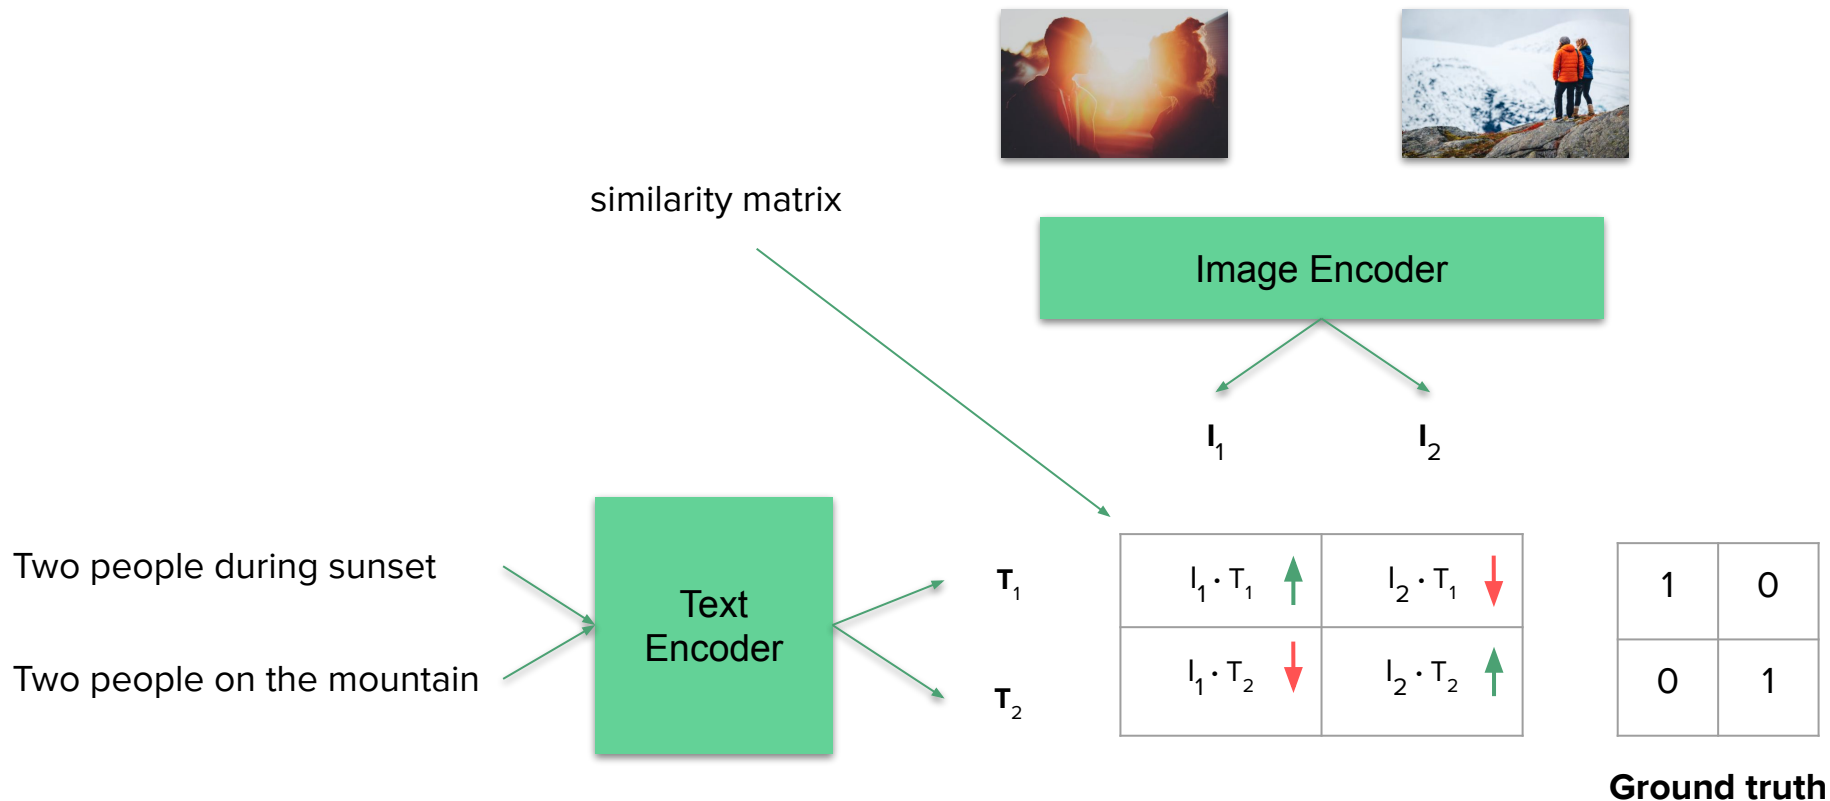 similarity matrix
Image Encoder
I1 I2
Two people during sunset
Two people on the mountain
Text
Encoder
T1
T2
I1 · T1 I2 · T1
I1 · T2 I2 · T2
1 0
0 1
Ground truth